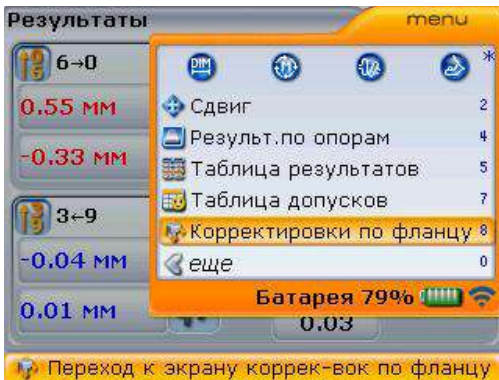 Результаты
menu
6→0
DIM
*
0.55 мм
Сдвиг 2
-0.33 мм
Результ.по опорам 4
Таблица результатов 5
3←9
Таблица допусков 7
Корректировки по фланцу 8
-0.04 мм
еще 0
Батарея 79%
0.01 мм
0.03
Переход к экрану коррек-вок по фланцу